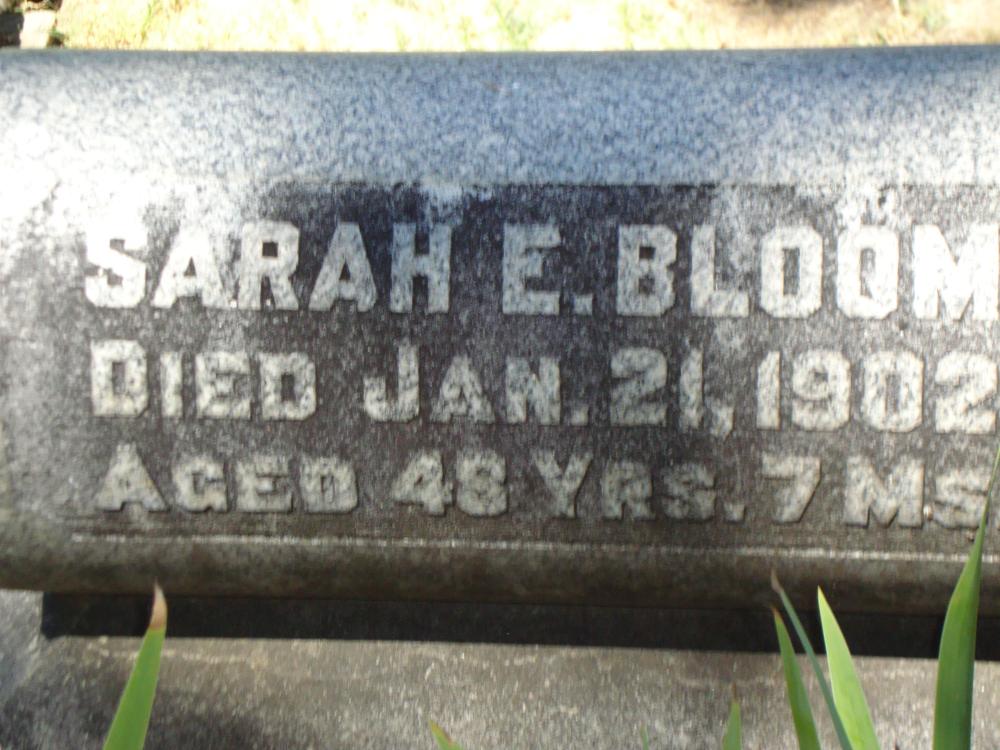 SARAH E. BLOOM
DIED JAN. 21, 1902
AGED 48 YRS. 7 MS